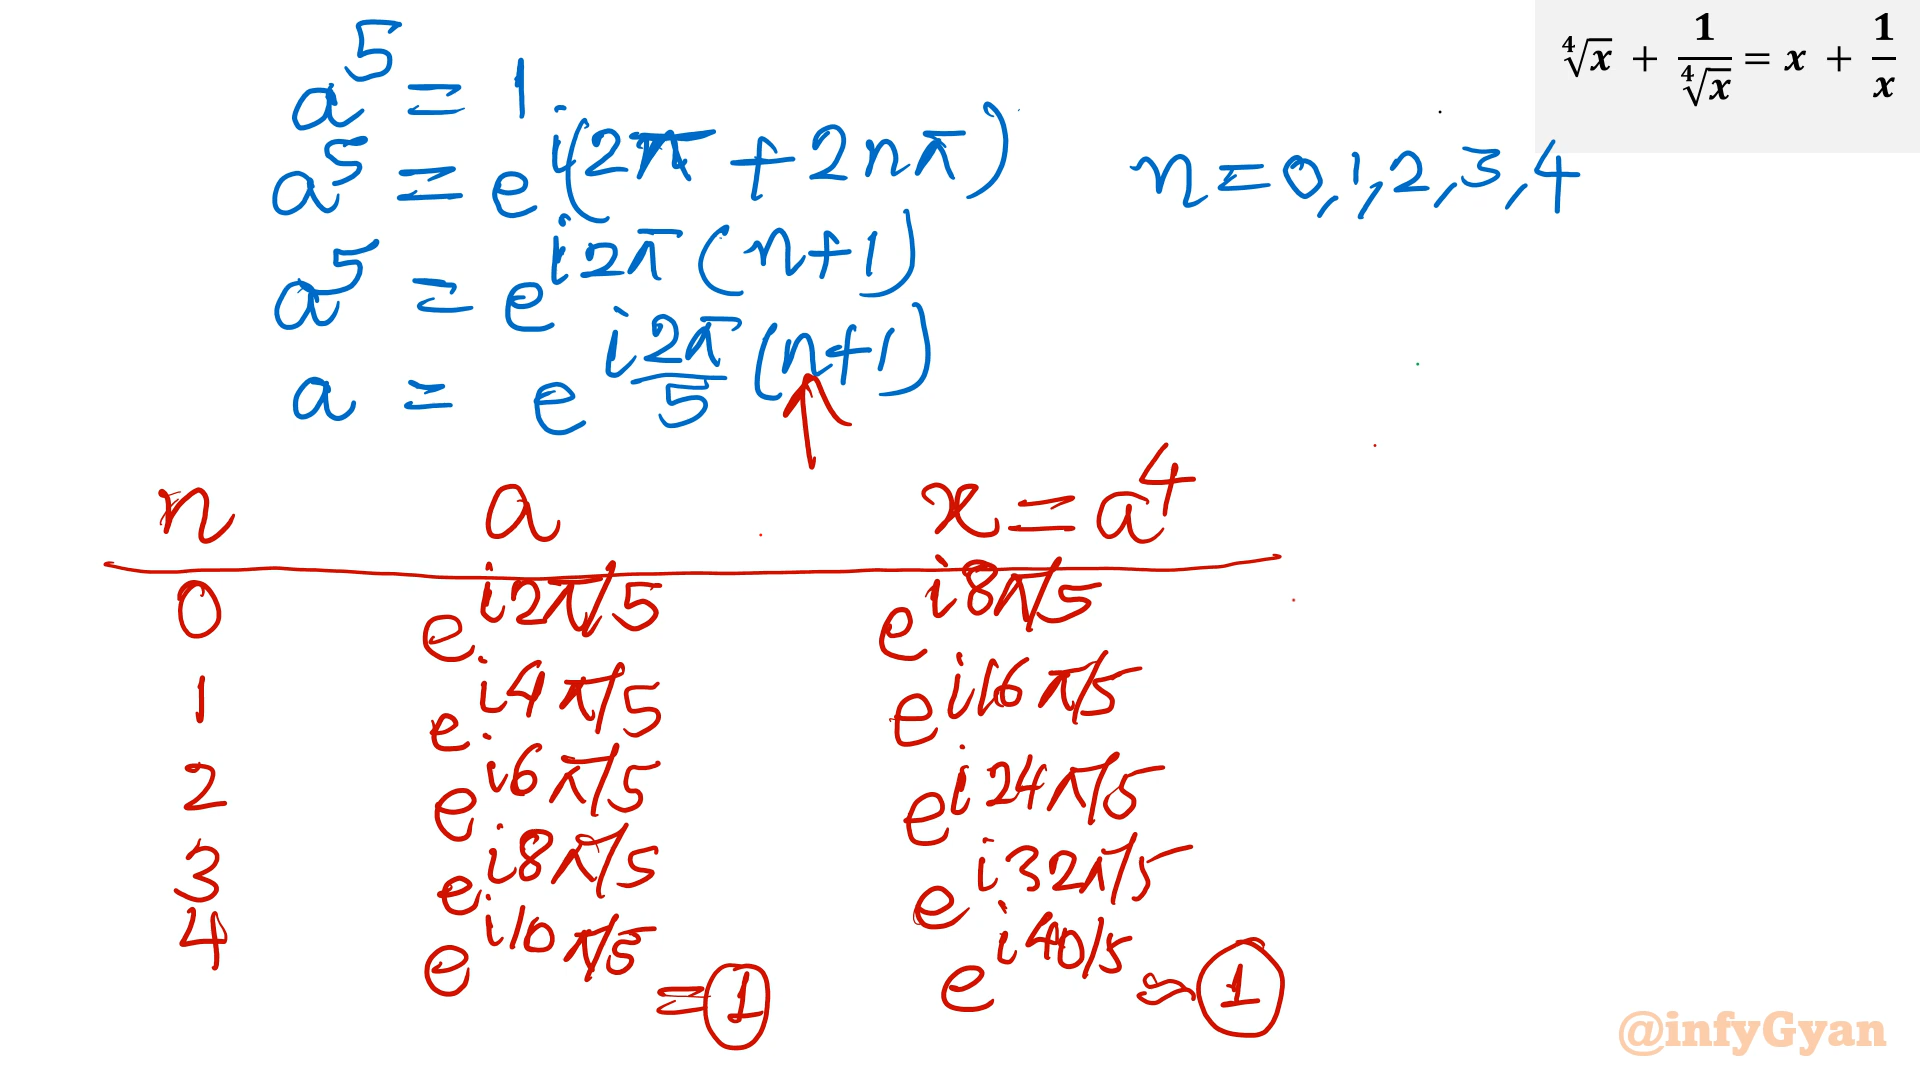 ⁴√x + 1/⁴√x = x + 1/x
a⁵ = 1
a⁵ = e^i(2π + 2nπ) n = 0, 1, 2, 3, 4
a⁵ = e^i2π(n+1)
a = e^i2π/5(n+1)
n a x = a⁴
0 e^i2π/5 e^i8π/5
1 e^i4π/5 e^i16π/5
2 e^i6π/5 e^i24π/5
3 e^i8π/5 e^i32π/5
4 e^i10π/5 = 1 e^i40/5 = 1
@infyGyan